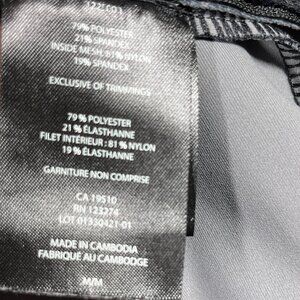 79% POLYESTER
21% SPANDEX
INSIDE MESH: 81% NYLON
19% SPANDEX
EXCLUSIVE OF TRIMMINGS
79% POLYESTER
21% ÉLASTHANNE
FILET INTÉRIEUR : 81% NYLON
19% ÉLASTHANNE
GARNITURE NON COMPRISE
CA 19510
RN 123274
LOT 01330421-01
MADE IN CAMBODIA
FABRIQUÉ AU CAMBODGE
M/M